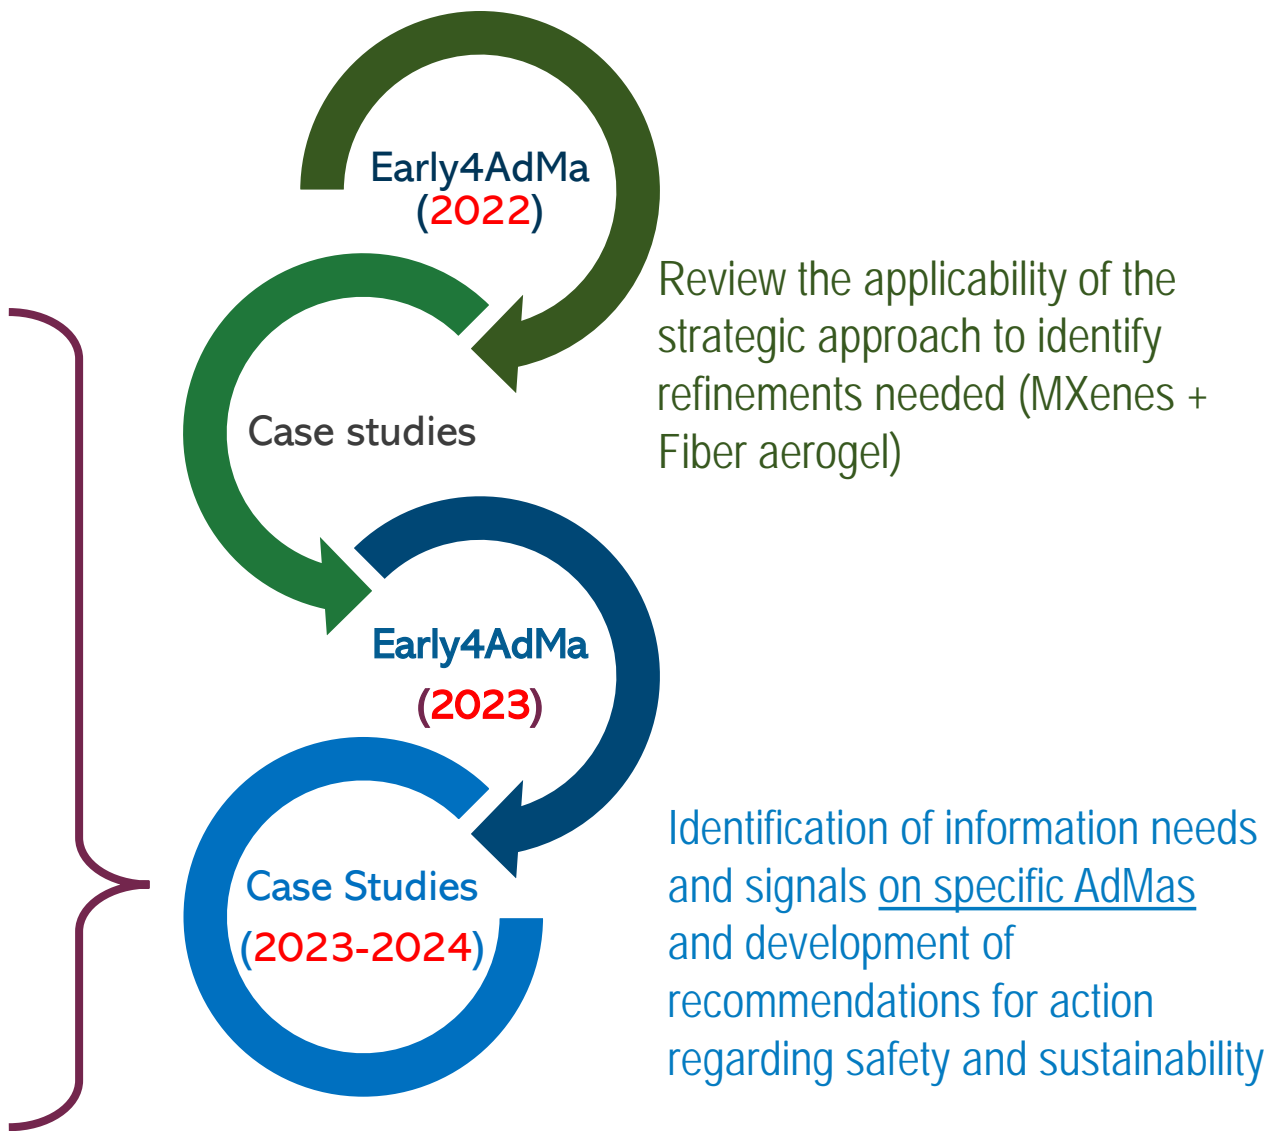 Early4AdMa
(2022)
Review the applicability of the
strategic approach to identify
refinements needed (MXenes +
Fiber aerogel)
Case studies
Early4AdMa
(2023)
Case Studies
(2023-2024)
Identification of information needs
and signals on specific AdMas
and development of
recommendations for action
regarding safety and sustainability